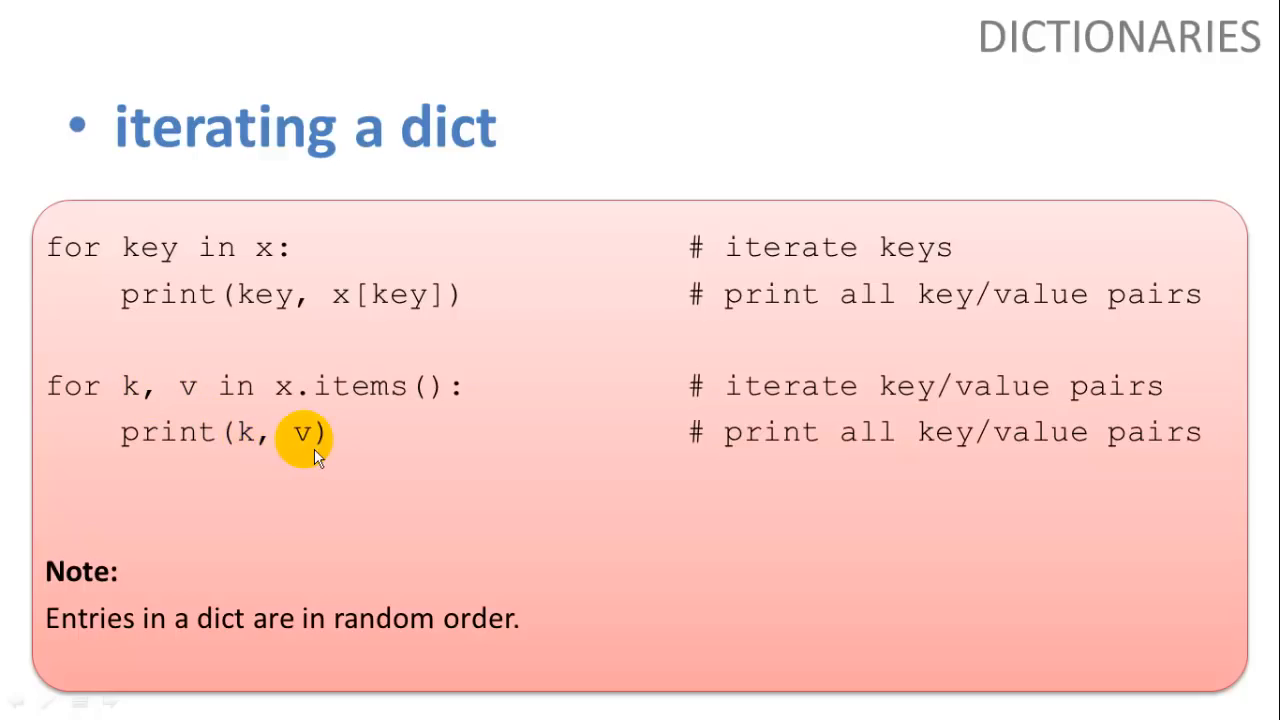 DICTIONARIES
• iterating a dict
for key in x: # iterate keys
print(key, x[key]) # print all key/value pairs
for k, v in x.items(): # iterate key/value pairs
print(k, v) # print all key/value pairs
Note:
Entries in a dict are in random order.